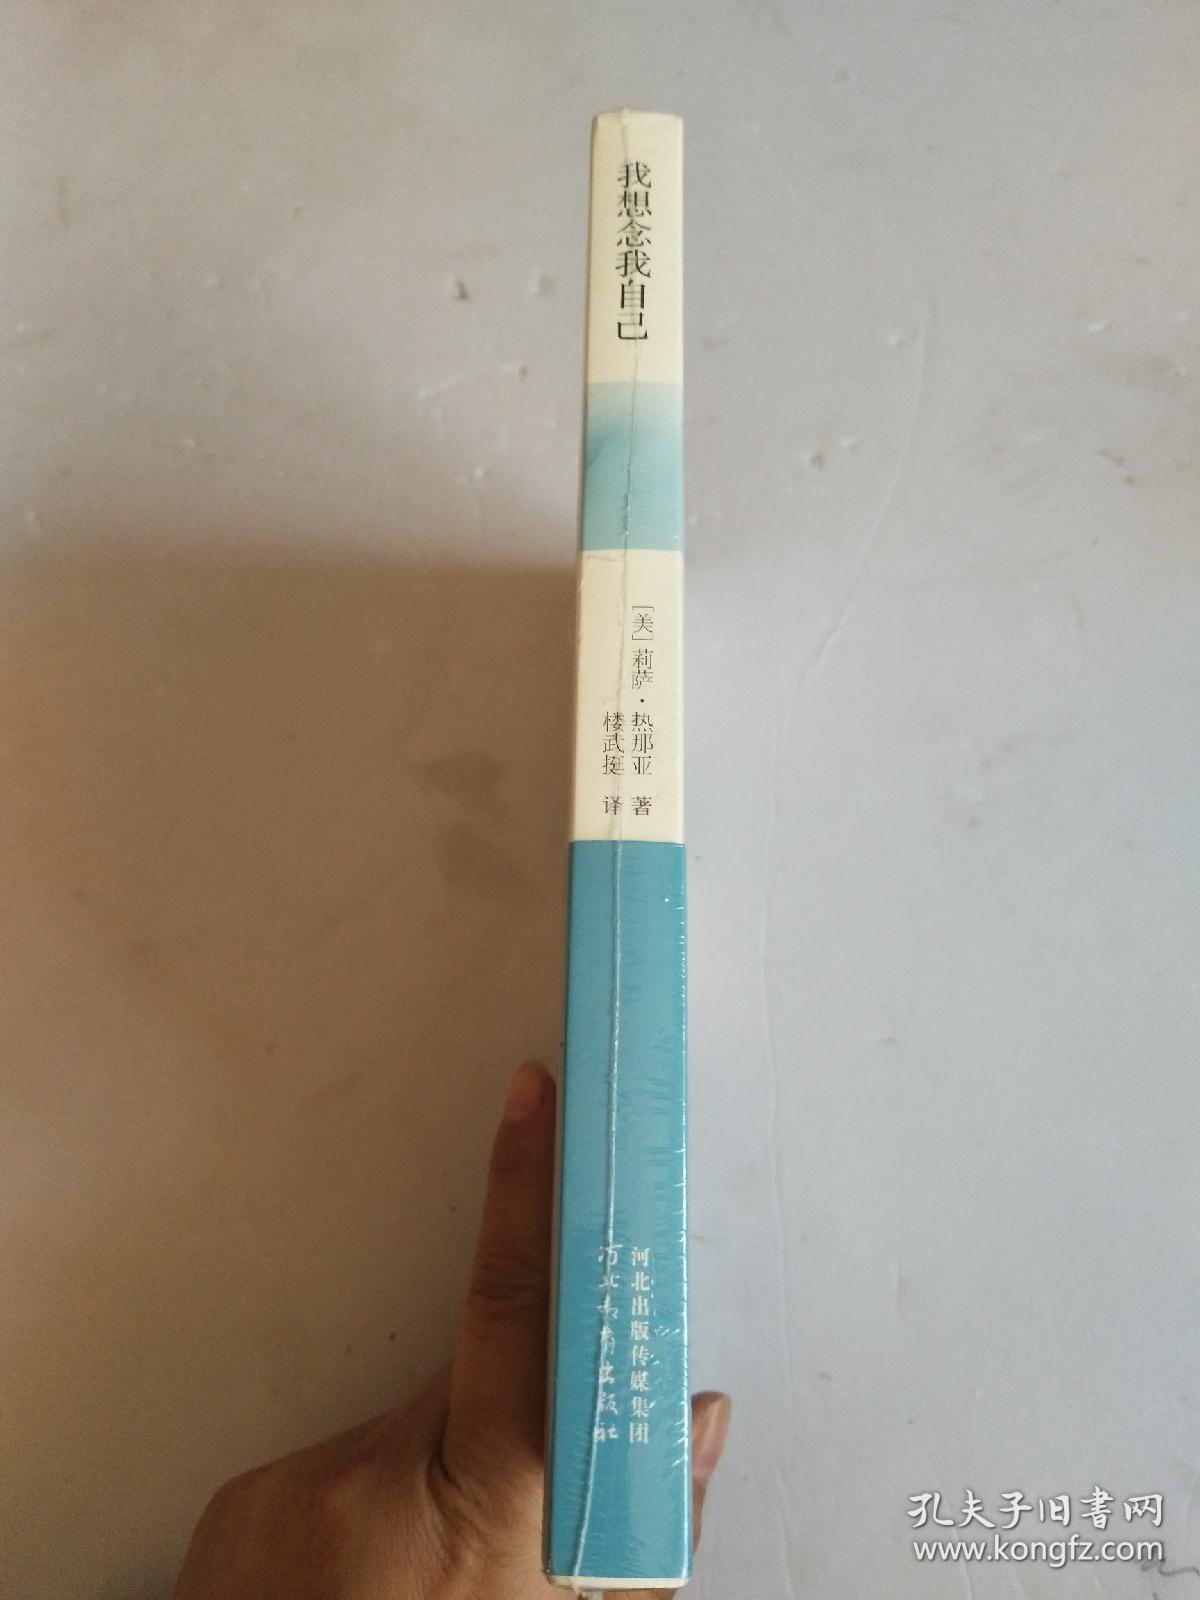 我想念我自己
[美]莉萨·热那亚 著
楼武挺 译
河北出版传媒集团
河北教育出版社
孔夫子旧书网
www.kongfz.com